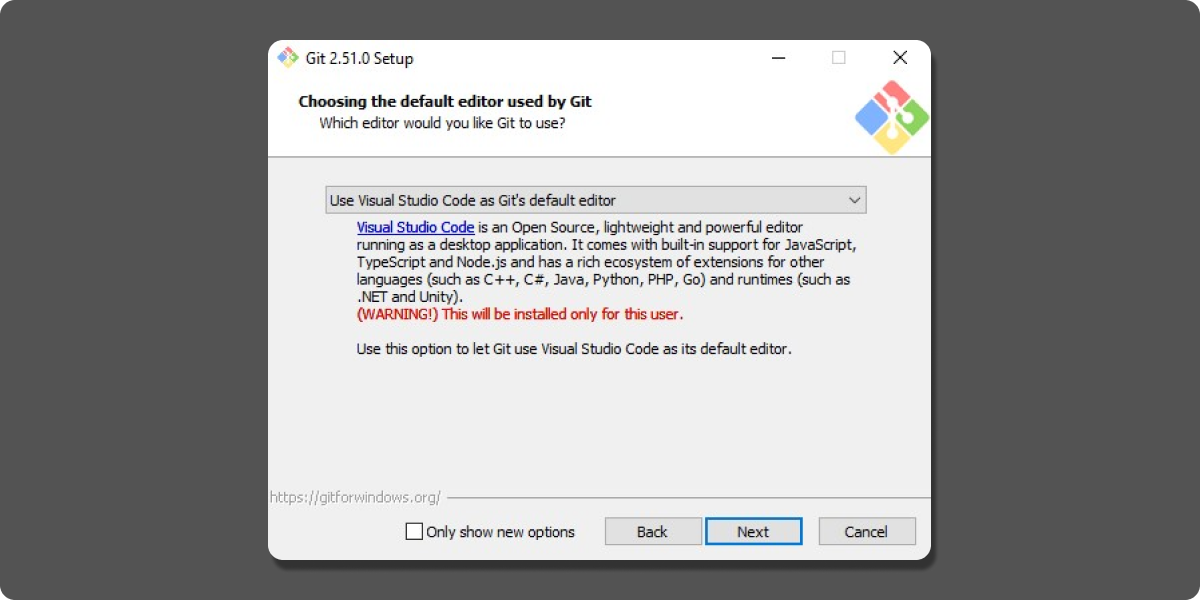 Git 2.51.0 Setup
Choosing the default editor used by Git
Which editor would you like Git to use?
Use Visual Studio Code as Git's default editor
Visual Studio Code is an Open Source, lightweight and powerful editor
running as a desktop application. It comes with built-in support for JavaScript,
TypeScript and Node.js and has a rich ecosystem of extensions for other
languages (such as C++, C#, Java, Python, PHP, Go) and runtimes (such as
.NET and Unity).
(WARNING!) This will be installed only for this user.
Use this option to let Git use Visual Studio Code as its default editor.
https://gitforwindows.org/
Only show new options Back Next Cancel